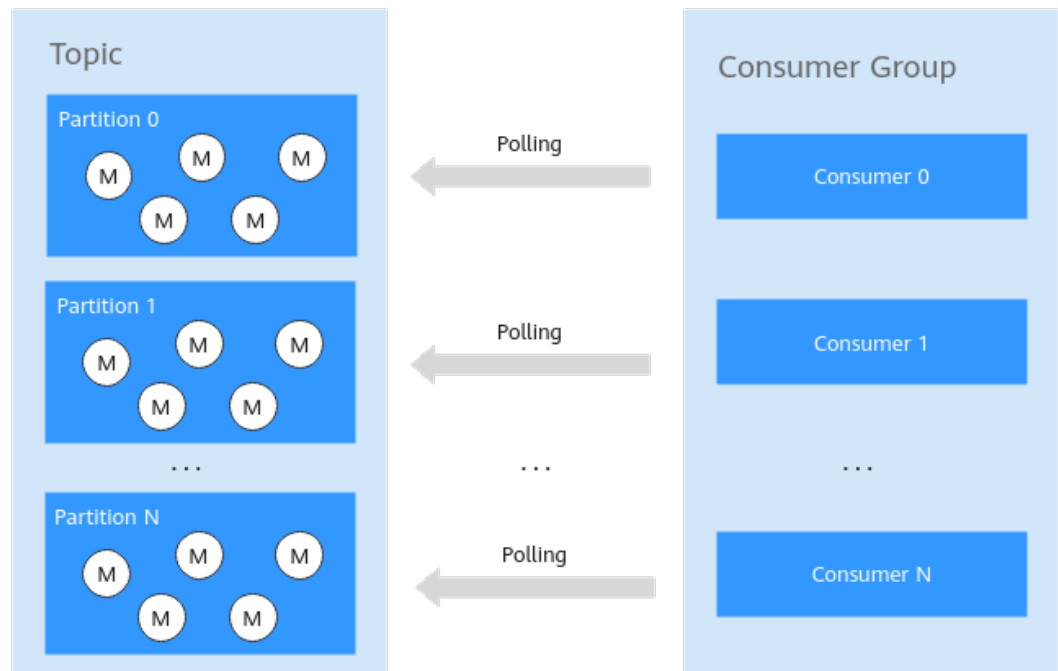 Topic
Consumer Group
Partition 0
M
M
M
M
M
Polling
Consumer 0
Partition 1
M
M
M
M
M
Polling
Consumer 1
...
...
...
Partition N
M
M
M
M
M
Polling
Consumer N